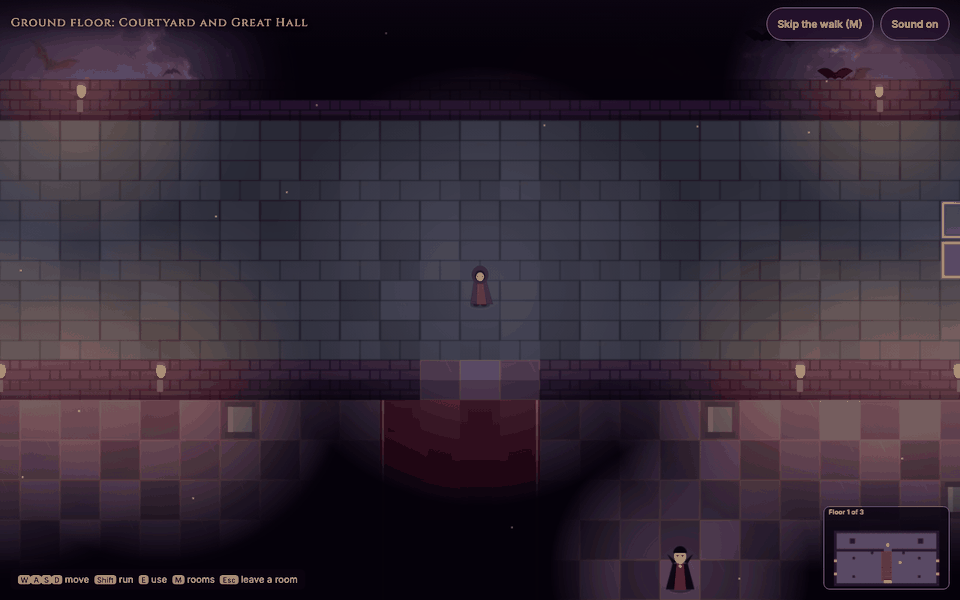 Ground floor: Courtyard and Great Hall
Skip the walk (M)
Sound on
Floor 1 of 3
W A S D move Shift run E use M rooms Esc leave a room